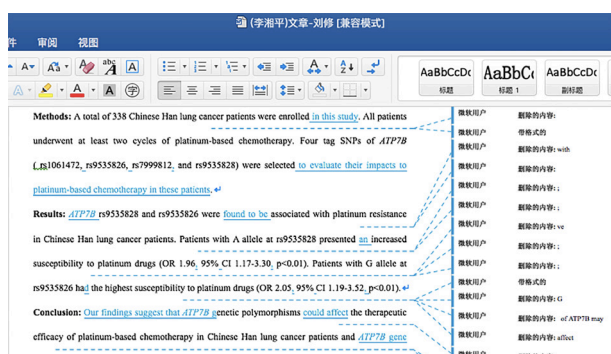 (李湘平)文章-刘修 [兼容模式]
件 审阅 视图
AaBbCcDc AaBbC( AaBbCcDc
标题 标题 1 副标题
Methods: A total of 338 Chinese Han lung cancer patients were enrolled in this study. All patients
underwent at least two cycles of platinum-based chemotherapy. Four tag SNPs of ATP7B
( rs1061472, rs9535826, rs7999812, and rs9535828) were selected to evaluate their impacts to
platinum-based chemotherapy in these patients.
Results: ATP7B rs9535828 and rs9535826 were found to be associated with platinum resistance
in Chinese Han lung cancer patients. Patients with A allele at rs9535828 presented an increased
susceptibility to platinum drugs (OR 1.96, 95% CI 1.17-3.30, p<0.01). Patients with G allele at
rs9535826 had the highest susceptibility to platinum drugs (OR 2.05, 95% CI 1.19-3.52, p<0.01).
Conclusion: Our findings suggest that ATP7B genetic polymorphisms could affect the therapeutic
efficacy of platinum-based chemotherapy in Chinese Han lung cancer patients and ATP7B gene
微软用户 删除的内容:
微软用户 带格式的
微软用户 删除的内容: with
微软用户 删除的内容:
微软用户 删除的内容: ;
微软用户 删除的内容: ;
微软用户 删除的内容: ve
微软用户 删除的内容: ;
微软用户 删除的内容: ;
微软用户 带格式的
微软用户 删除的内容: G
微软用户 删除的内容: of ATP7B may
微软用户 删除的内容: affect